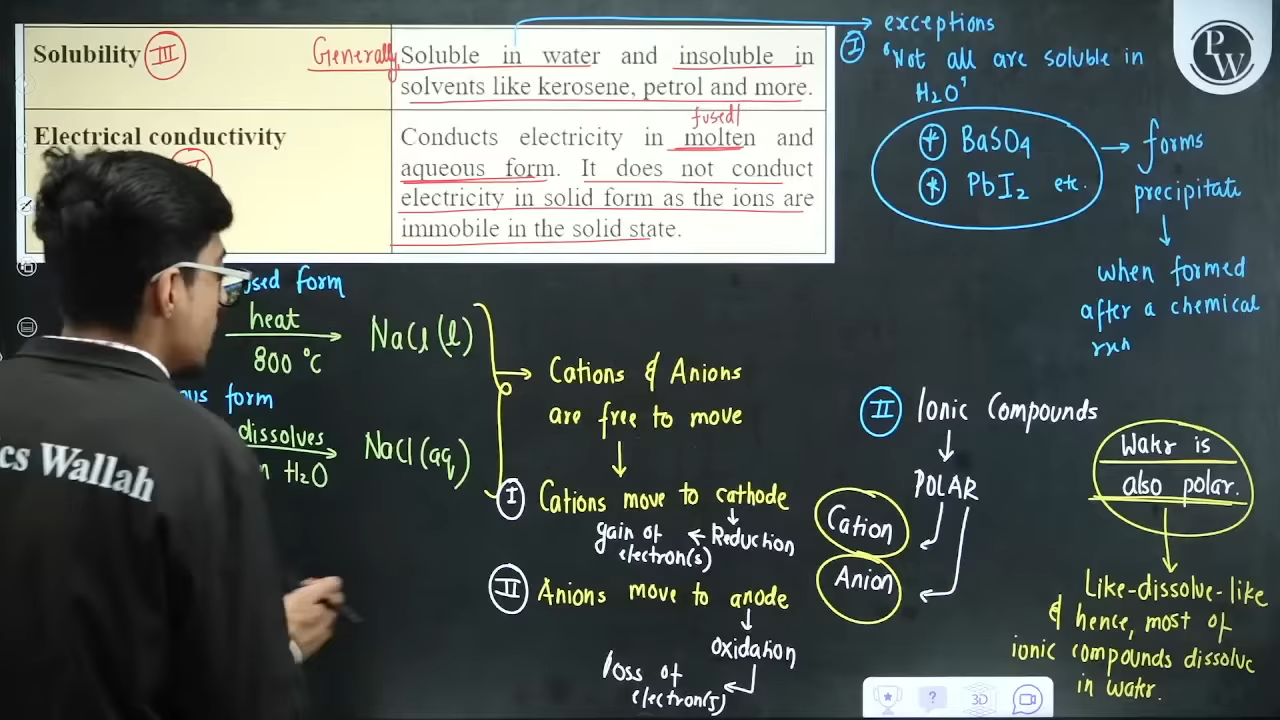 Solubility III
Generally, Soluble in water and insoluble in
solvents like kerosene, petrol and more.
Electrical conductivity
fused/
Conducts electricity in molten and
aqueous form. It does not conduct
electricity in solid form as the ions are
immobile in the solid state.
exceptions
I 'Not all are soluble in
H2O'
* BaSO4
* PbI2 etc.
forms
precipitate
when formed
after a chemical
rxn
PW
form
heat
800 °C
NaCl (l)
form
dissolves
H2O
NaCl (aq)
Cations & Anions
are free to move
I Cations move to cathode
Reduction
gain of
electron(s)
II Anions move to anode
Oxidation
loss of
electron(s)
II Ionic Compounds
POLAR
Cation
Anion
Water is
also polar.
Like-dissolve-like
& hence, most of
ionic compounds dissolve
in water.
cs Wallah
?
3D